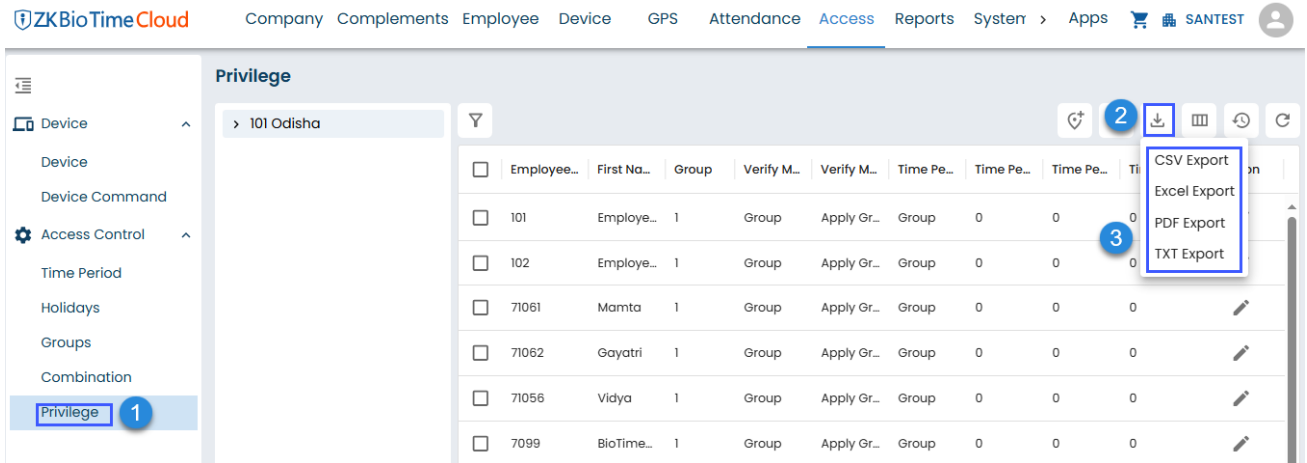 ZKBioTimeCloud Company Complements Employee Device GPS Attendance Access Reports System Apps SANTEST
Privilege
Device
Device
Device Command
Access Control
Time Period
Holidays
Groups
Combination
Privilege 1
> 101 Odisha
2
CSV Export
Excel Export
PDF Export
TXT Export
3
Employee... First Na... Group Verify M... Verify M... Time Pe... Time Pe... Time Pe... Ti on
101 Employe... 1 Group Apply Gr... Group 0 0 0
102 Employe... 1 Group Apply Gr... Group 0 0 0
71061 Mamta 1 Group Apply Gr... Group 0 0 0
71062 Gayatri 1 Group Apply Gr... Group 0 0 0
71056 Vidya 1 Group Apply Gr... Group 0 0 0
7099 BioTime... 1 Group Apply Gr... Group 0 0 0